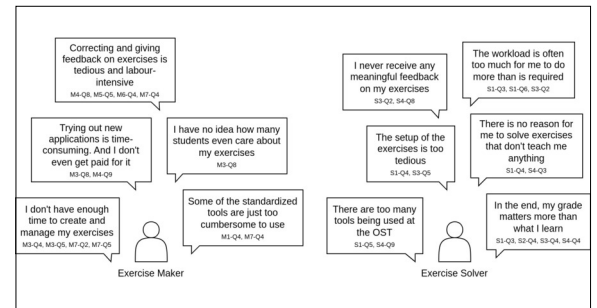 Correcting and giving
feedback on exercises is
tedious and labour-
intensive
M4-Q8, M5-Q5, M6-Q4, M7-Q4
Trying out new
applications is time-
consuming. And I don't
even get paid for it
M3-Q8, M4-Q9
I have no idea how many
students even care about
my exercises
M3-Q8
I don't have enough
time to create and
manage my exercises
M3-Q4, M3-Q5, M7-Q2, M7-Q5
Some of the standardized
tools are just too
cumbersome to use
M1-Q4, M7-Q4
Exercise Maker
I never receive any
meaningful feedback
on my exercises
S3-Q2, S4-Q8
The workload is often
too much for me to do
more than is required
S1-Q3, S1-Q6, S3-Q2
The setup of the
exercises is too
tedious
S1-Q4, S3-Q5
There is no reason for
me to solve exercises
that don't teach me
anything
S1-Q4, S4-Q3
There are too many
tools being used at
the OST
S1-Q5, S4-Q9
In the end, my grade
matters more than
what I learn
S1-Q3, S2-Q4, S3-Q4, S4-Q4
Exercise Solver